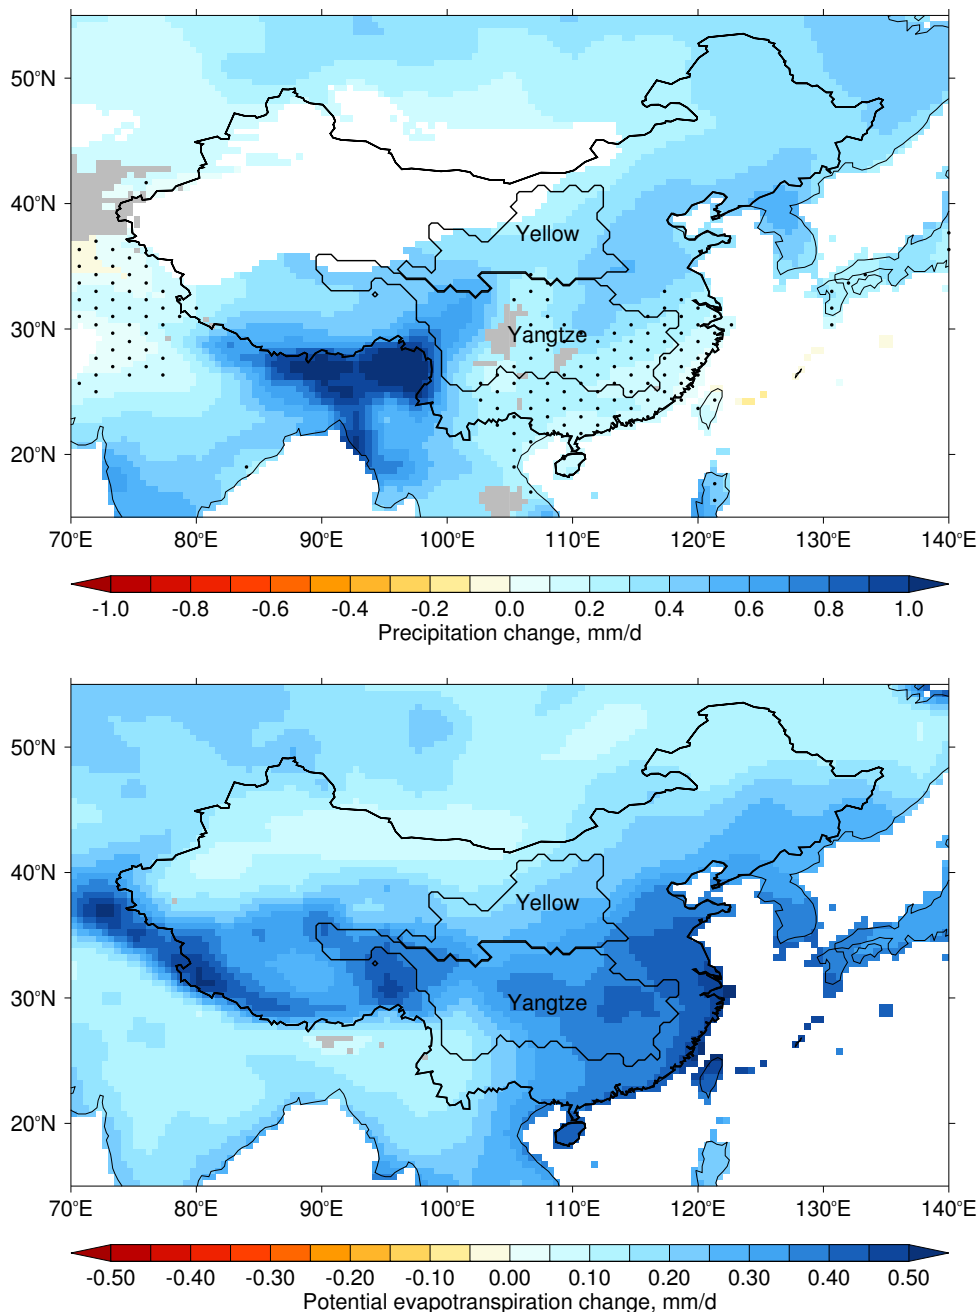 50°N
40°N
30°N
20°N
Yellow
Yangtze
70°E 80°E 90°E 100°E 110°E 120°E 130°E 140°E
-1.0 -0.8 -0.6 -0.4 -0.2 0.0 0.2 0.4 0.6 0.8 1.0
Precipitation change, mm/d
50°N
40°N
30°N
20°N
Yellow
Yangtze
70°E 80°E 90°E 100°E 110°E 120°E 130°E 140°E
-0.50 -0.40 -0.30 -0.20 -0.10 0.00 0.10 0.20 0.30 0.40 0.50
Potential evapotranspiration change, mm/d